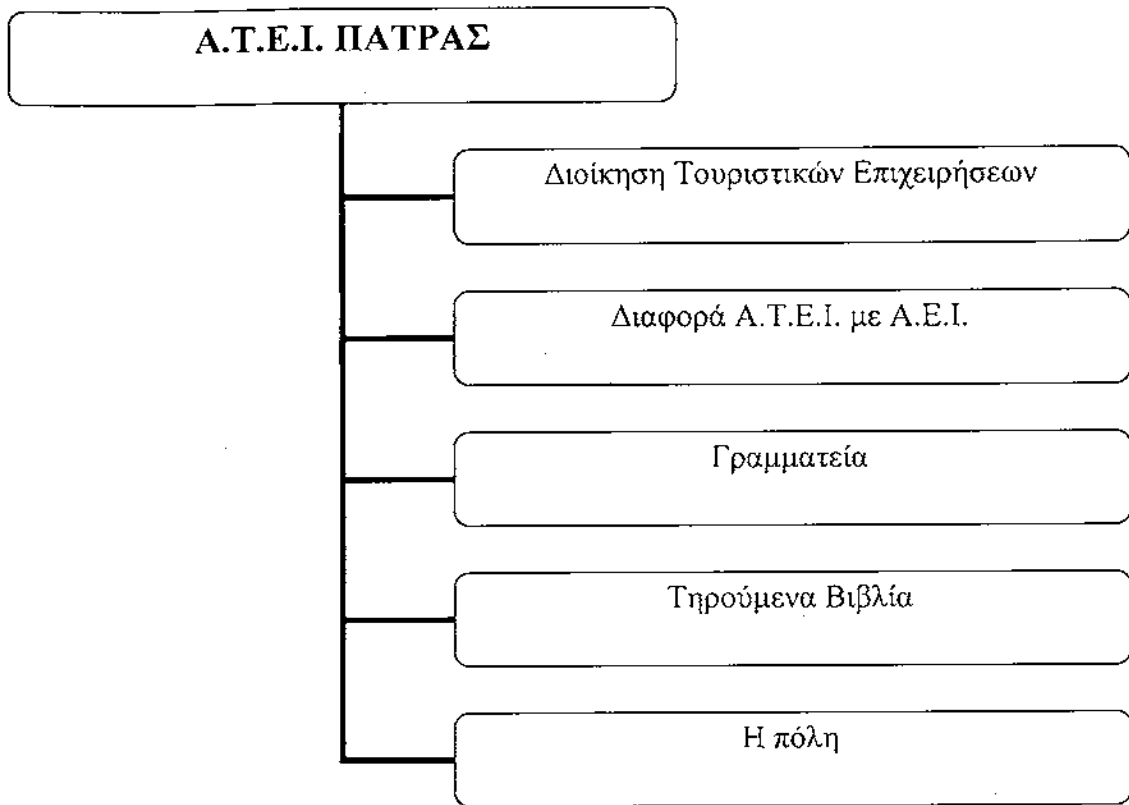 Α.Τ.Ε.Ι. ΠΑΤΡΑΣ
Διοίκηση Τουριστικών Επιχειρήσεων
Διαφορά Α.Τ.Ε.Ι. με Α.Ε.Ι.
Γραμματεία
Τηρούμενα Βιβλία
Η πόλη